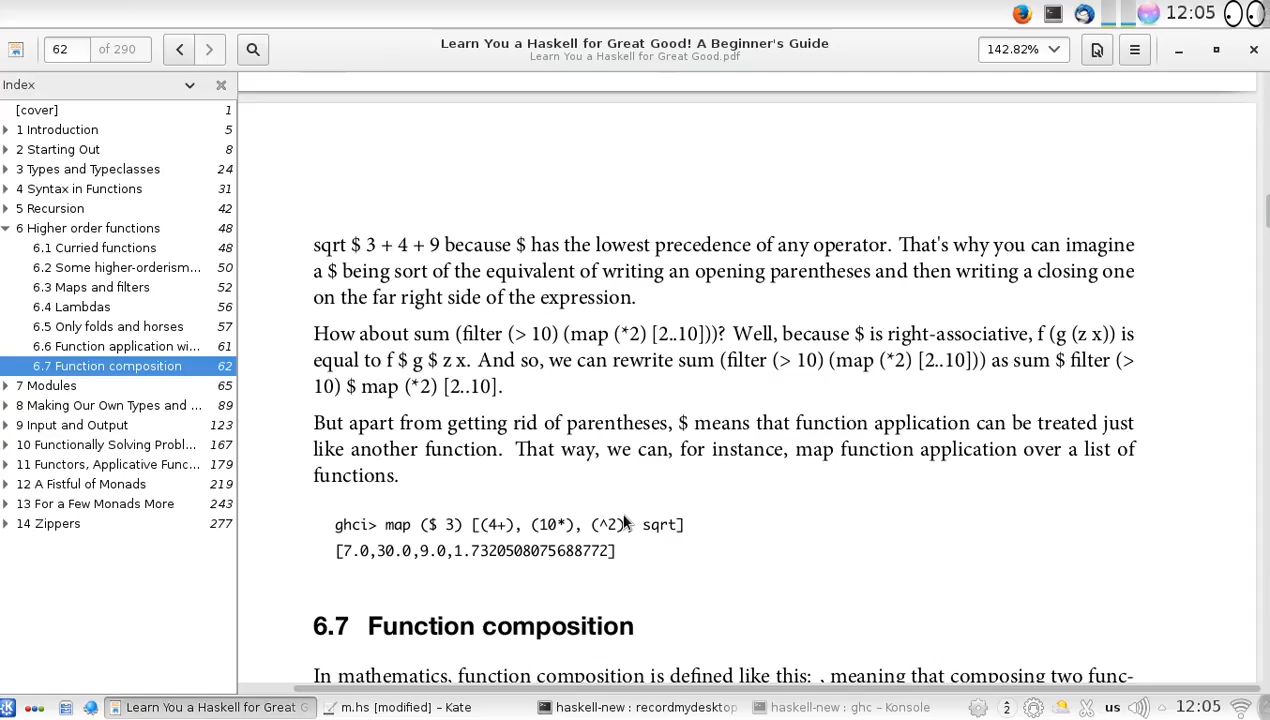 12:05
62 of 290
Learn You a Haskell for Great Good! A Beginner's Guide
Learn You a Haskell for Great Good.pdf
142.82%
Index
[cover] 1
1 Introduction 5
2 Starting Out 8
3 Types and Typeclasses 24
4 Syntax in Functions 31
5 Recursion 42
6 Higher order functions 48
6.1 Curried functions 48
6.2 Some higher-orderism... 50
6.3 Maps and filters 52
6.4 Lambdas 56
6.5 Only folds and horses 57
6.6 Function application wi... 61
6.7 Function composition 62
7 Modules 65
8 Making Our Own Types and ... 89
9 Input and Output 123
10 Functionally Solving Probl... 167
11 Functors, Applicative Func... 179
12 A Fistful of Monads 219
13 For a Few Monads More 243
14 Zippers 277
sqrt $ 3 + 4 + 9 because $ has the lowest precedence of any operator. That's why you can imagine
a $ being sort of the equivalent of writing an opening parentheses and then writing a closing one
on the far right side of the expression.
How about sum (filter (> 10) (map (*2) [2..10]))? Well, because $ is right-associative, f (g (z x)) is
equal to f $ g $ z x. And so, we can rewrite sum (filter (> 10) (map (*2) [2..10])) as sum $ filter (>
10) $ map (*2) [2..10].
But apart from getting rid of parentheses, $ means that function application can be treated just
like another function. That way, we can, for instance, map function application over a list of
functions.
ghci> map ($ 3) [(4+), (10*), (^2), sqrt]
[7.0,30.0,9.0,1.7320508075688772]
6.7 Function composition
In mathematics, function composition is defined like this: , meaning that composing two func-
Learn You a Haskell for Great G
m.hs [modified] - Kate
haskell-new : recordmydesktop
haskell-new : ghc - Konsole
2
us
12:05